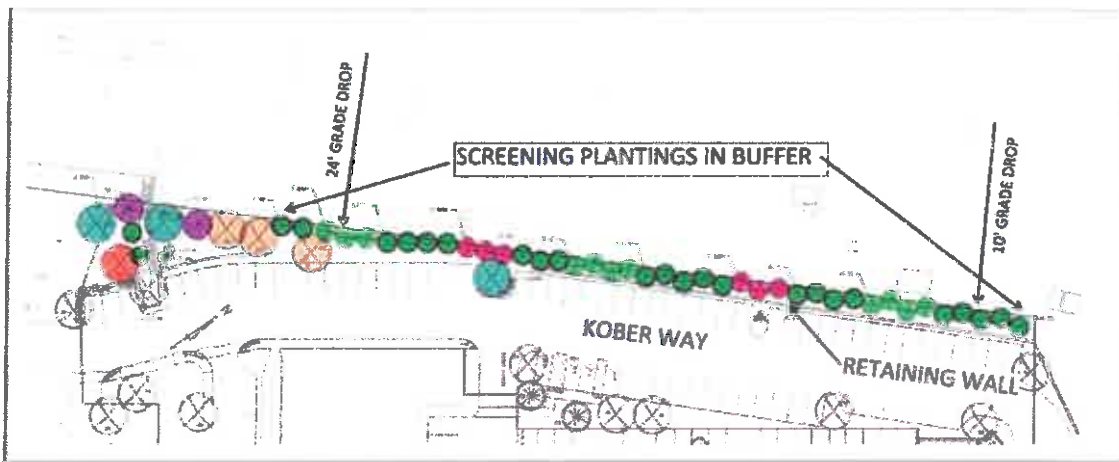 24' GRADE DROP
SCREENING PLANTINGS IN BUFFER
10' GRADE DROP
KOBER WAY
RETAINING WALL